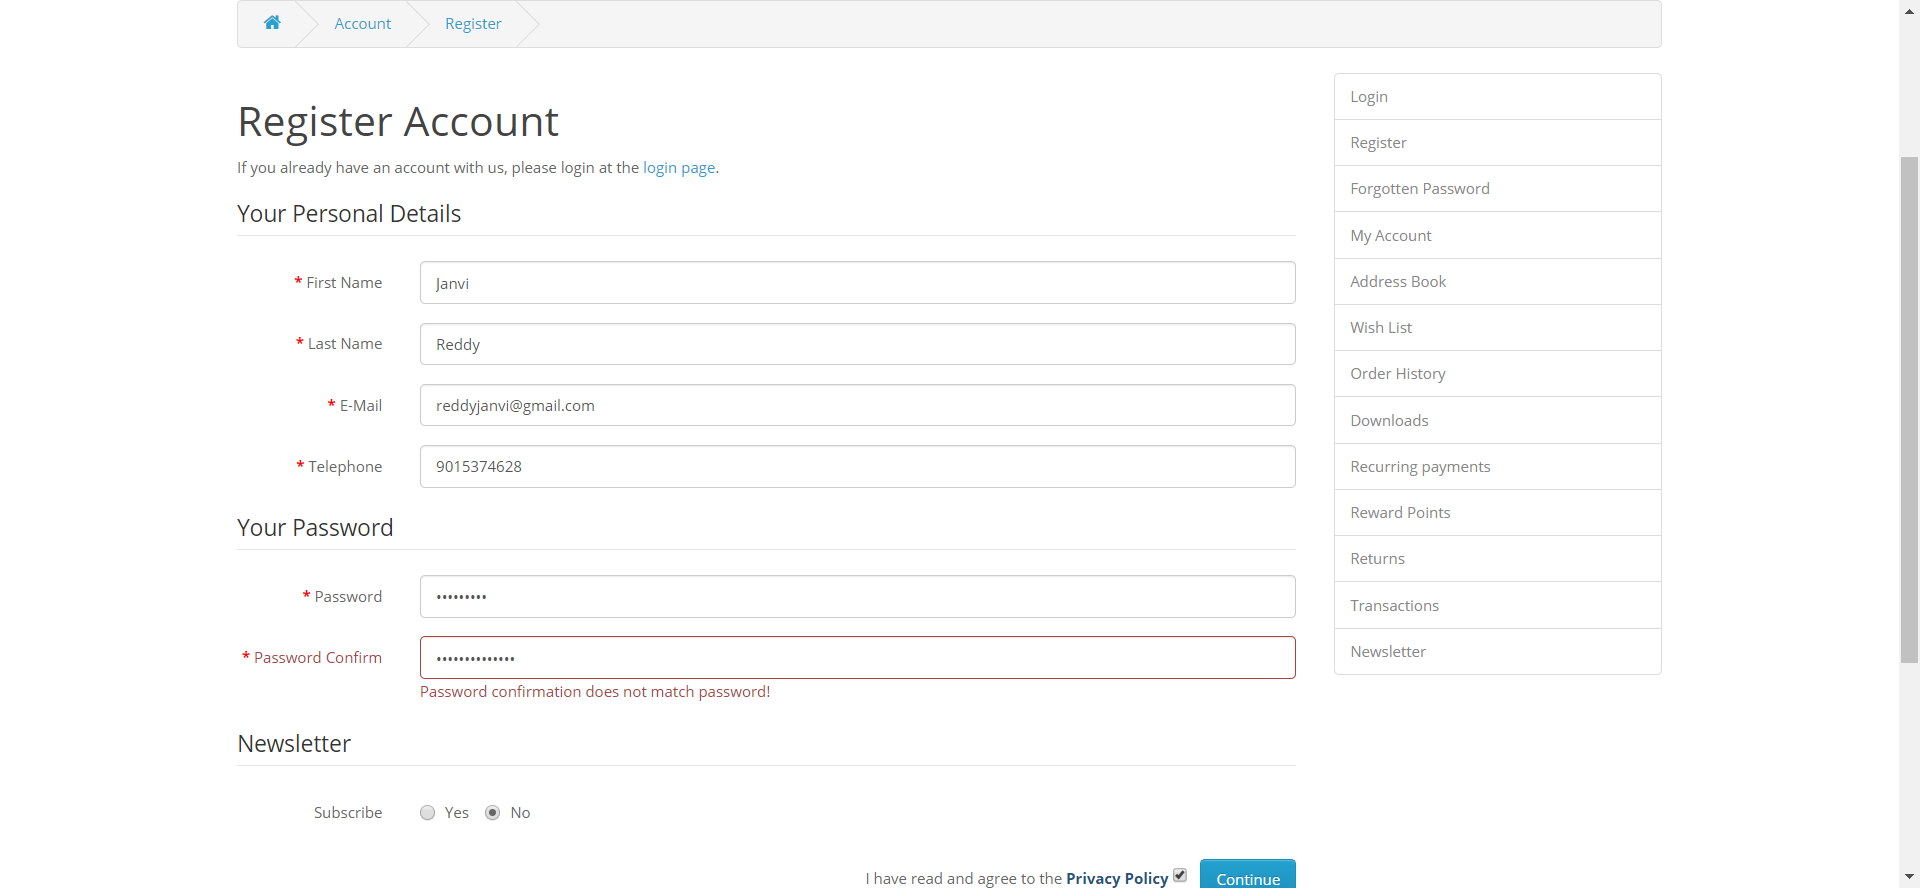 Account
Register
Register Account
If you already have an account with us, please login at the login page.
Your Personal Details
* First Name
Janvi
* Last Name
Reddy
* E-Mail
reddyjanvi@gmail.com
* Telephone
9015374628
Your Password
* Password
•••••••••
* Password Confirm
••••••••••••••
Password confirmation does not match password!
Newsletter
Subscribe
Yes
No
I have read and agree to the Privacy Policy
Continue
Login
Register
Forgotten Password
My Account
Address Book
Wish List
Order History
Downloads
Recurring payments
Reward Points
Returns
Transactions
Newsletter